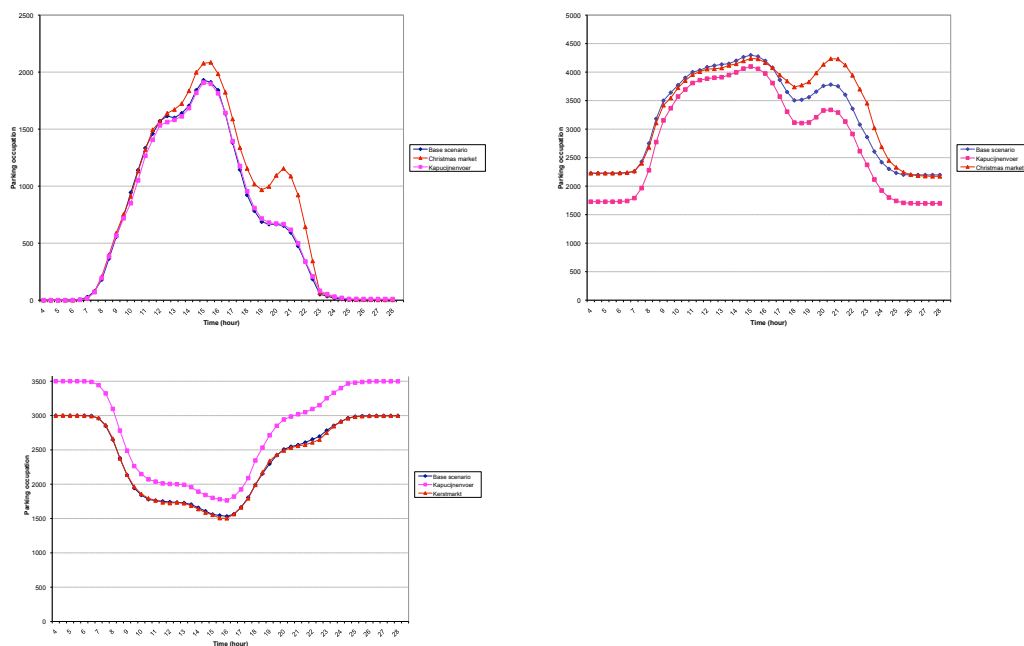 2500
2000
1500
1000
500
0
Parking occupation
4 5 6 7 8 9 10 11 12 13 14 15 16 17 18 19 20 21 22 23 24 25 26 27 28
Time (hour)
Base scenario
Christmas market
Kapucijnenvoer
5000
4500
4000
3500
3000
2500
2000
1500
1000
500
0
Parking occupation
4 5 6 7 8 9 10 11 12 13 14 15 16 17 18 19 20 21 22 23 24 25 26 27 28
Time (hour)
Base scenario
Kapucijnenvoer
Christmas market
3500
3000
2500
2000
1500
1000
500
0
Parking occupation
4 5 6 7 8 9 10 11 12 13 14 15 16 17 18 19 20 21 22 23 24 25 26 27 28
Time (hour)
Base scenario
Kapucijnenvoer
Kerstmarkt